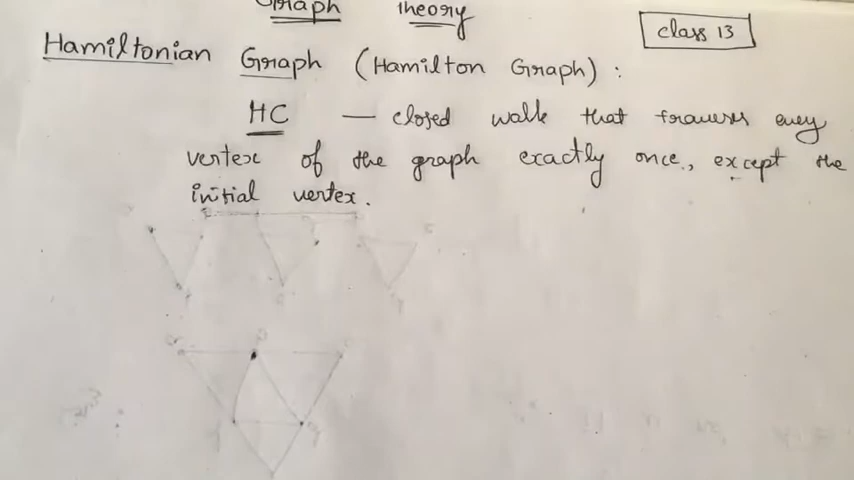 Graph Theory
class 13
Hamiltonian Graph (Hamilton Graph) :
HC — closed walk that traverses every
vertex of the graph exactly once, except the
initial vertex.